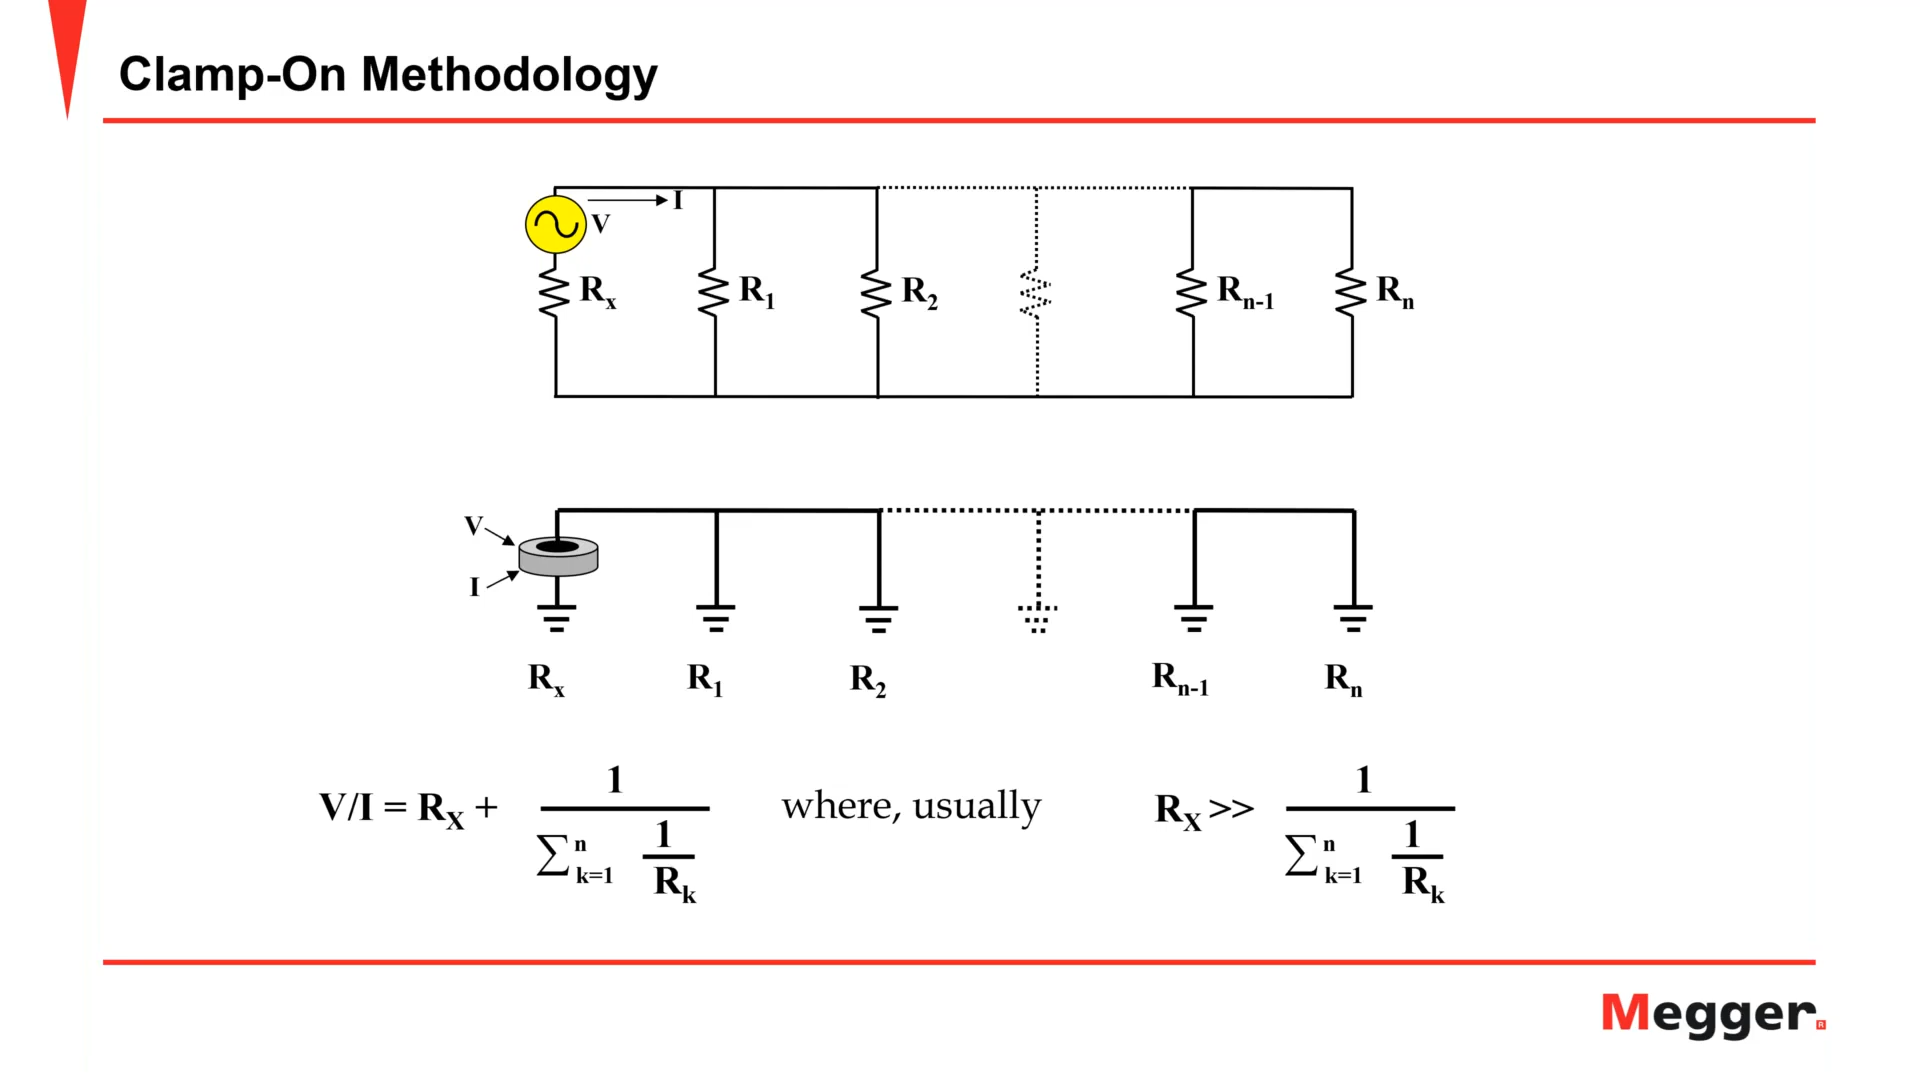 Clamp-On Methodology
I
V
Rx R1 R2 Rn-1 Rn
V
I
Rx R1 R2 Rn-1 Rn
V/I = RX + 1 / ∑ n k=1 1 / Rk where, usually RX >> 1 / ∑ n k=1 1 / Rk
Megger®